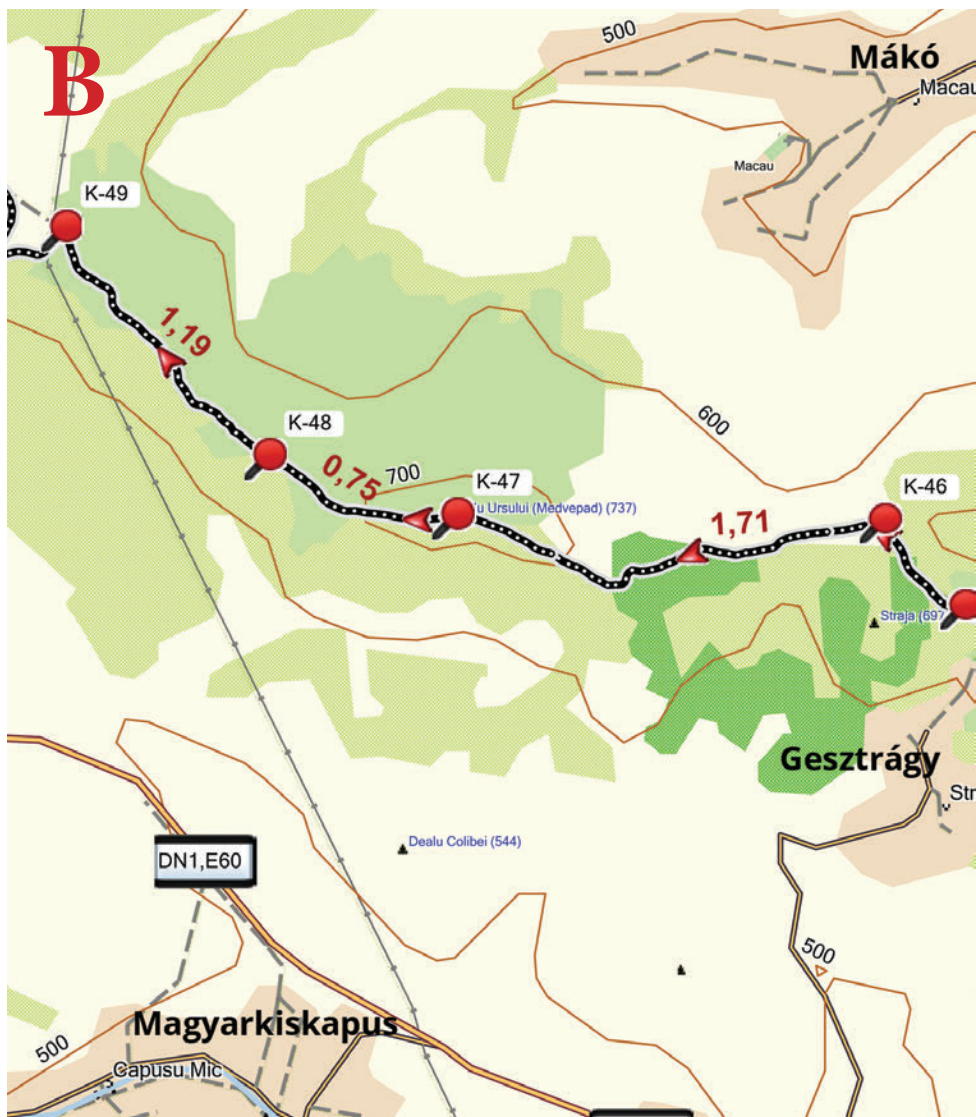 B
500
Mákó
Macau
Macau
K-49
1,19
600
K-48
0,75
700
K-47
Ursului (Medvepad) (737)
K-46
1,71
Straja (697
Gesztrágy
Str
Dealu Colibei (544)
DN1,E60
500
Magyarkiskapus
500
Capusu Mic